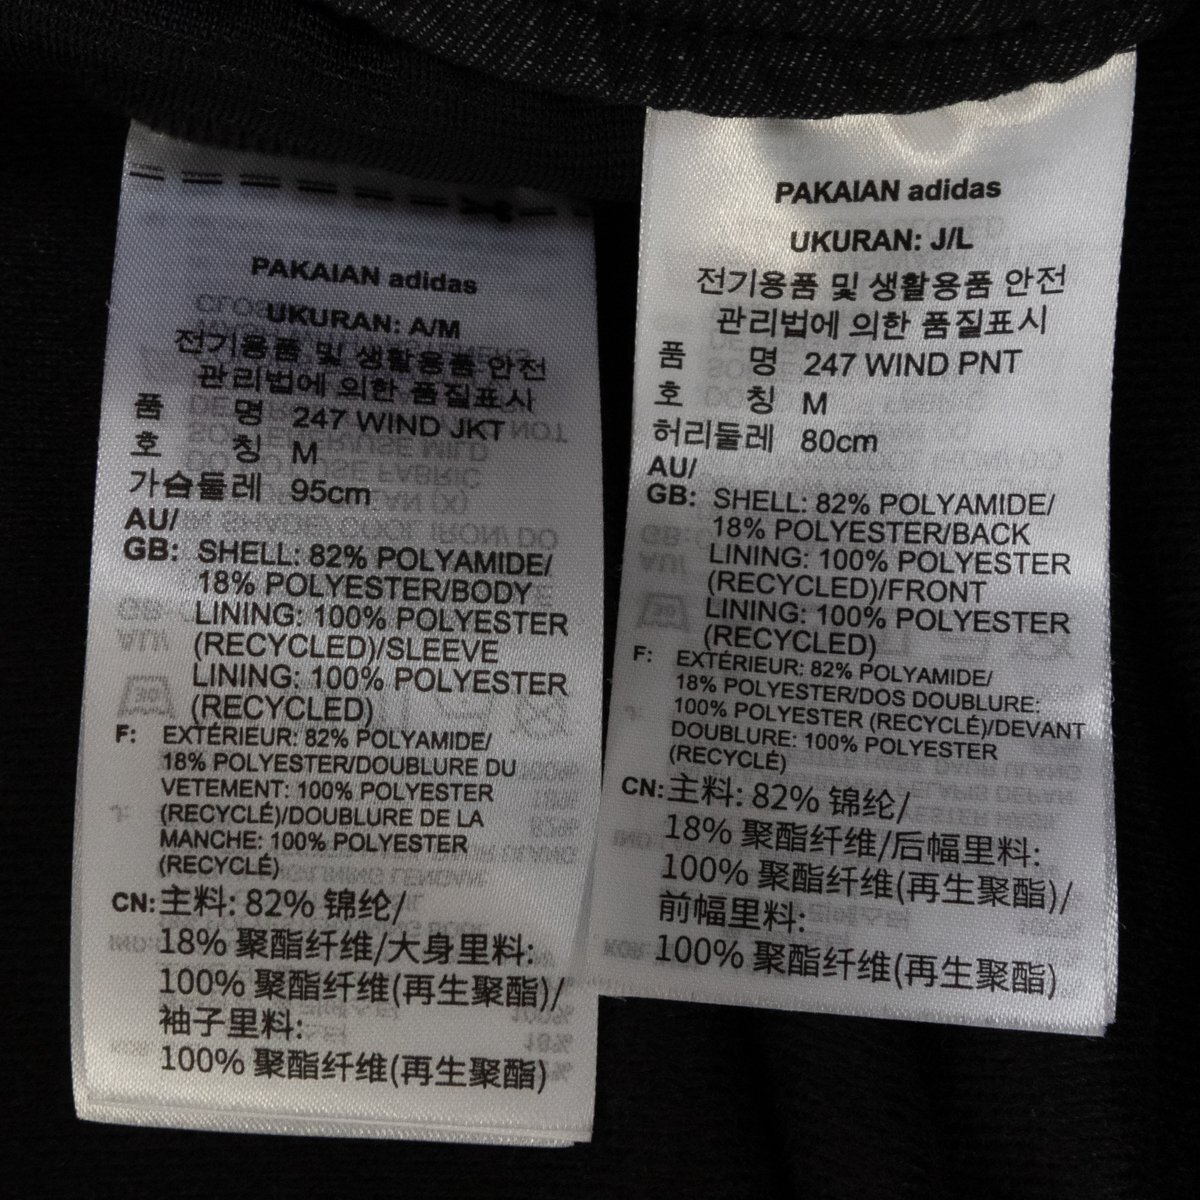 PAKAIAN adidas
UKURAN: A/M
전기용품 및 생활용품 안전
관리법에 의한 품질표시
품 명 247 WIND JKT
호 칭 M
가슴둘레 95cm
AU/
GB: SHELL: 82% POLYAMIDE/
18% POLYESTER/BODY
LINING: 100% POLYESTER
(RECYCLED)/SLEEVE
LINING: 100% POLYESTER
(RECYCLED)
F: EXTÉRIEUR: 82% POLYAMIDE/
18% POLYESTER/DOUBLURE DU
VETEMENT: 100% POLYESTER
(RECYCLÉ)/DOUBLURE DE LA
MANCHE: 100% POLYESTER
(RECYCLÉ)
CN: 主料: 82% 锦纶/
18% 聚酯纤维/大身里料:
100% 聚酯纤维(再生聚酯)/
袖子里料:
100% 聚酯纤维(再生聚酯)
PAKAIAN adidas
UKURAN: J/L
전기용품 및 생활용품 안전
관리법에 의한 품질표시
품 명 247 WIND PNT
호 칭 M
허리둘레 80cm
AU/
GB: SHELL: 82% POLYAMIDE/
18% POLYESTER/BACK
LINING: 100% POLYESTER
(RECYCLED)/FRONT
LINING: 100% POLYESTER
(RECYCLED)
F: EXTÉRIEUR: 82% POLYAMIDE/
18% POLYESTER/DOS DOUBLURE:
100% POLYESTER (RECYCLÉ)/DEVANT
DOUBLURE: 100% POLYESTER
(RECYCLÉ)
CN: 主料: 82% 锦纶/
18% 聚酯纤维/后幅里料:
100% 聚酯纤维(再生聚酯)/
前幅里料:
100% 聚酯纤维(再生聚酯)